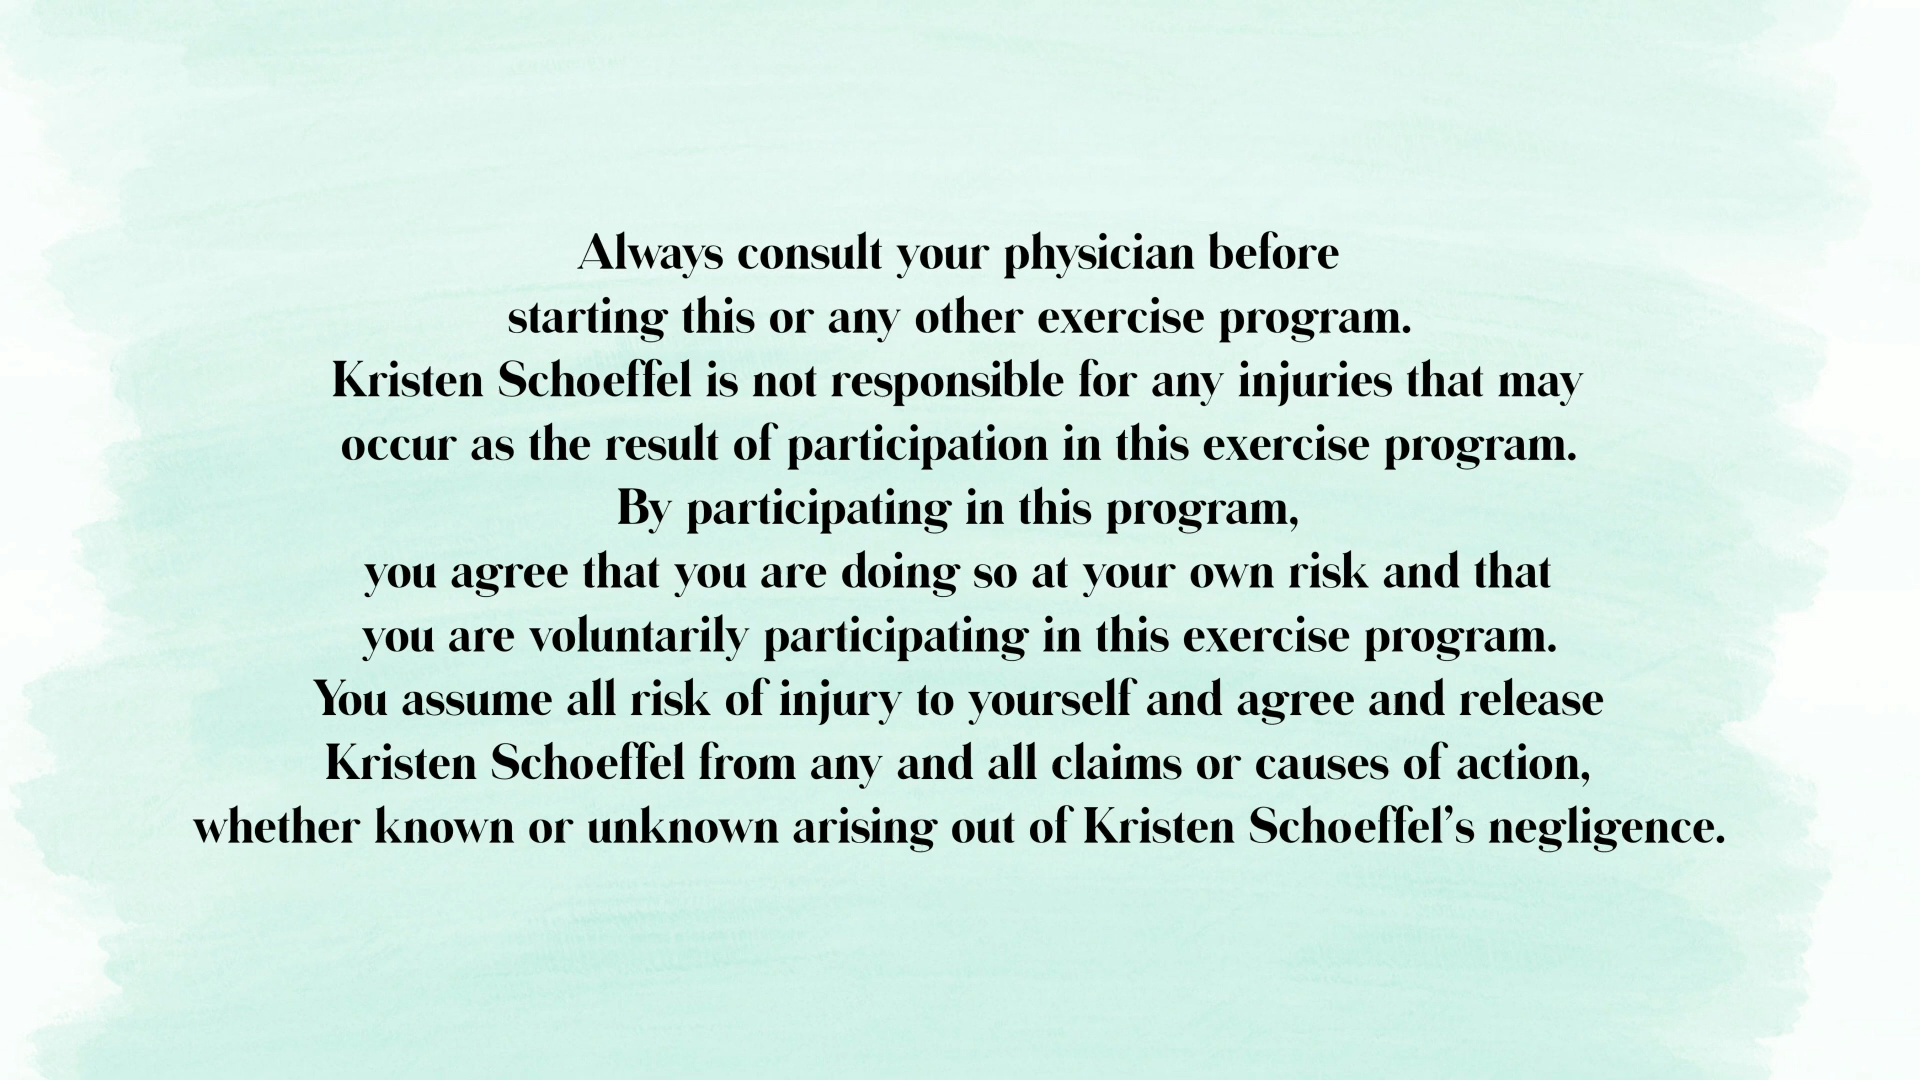 Always consult your physician before
starting this or any other exercise program.
Kristen Schoeffel is not responsible for any injuries that may
occur as the result of participation in this exercise program.
By participating in this program,
you agree that you are doing so at your own risk and that
you are voluntarily participating in this exercise program.
You assume all risk of injury to yourself and agree and release
Kristen Schoeffel from any and all claims or causes of action,
whether known or unknown arising out of Kristen Schoeffel’s negligence.